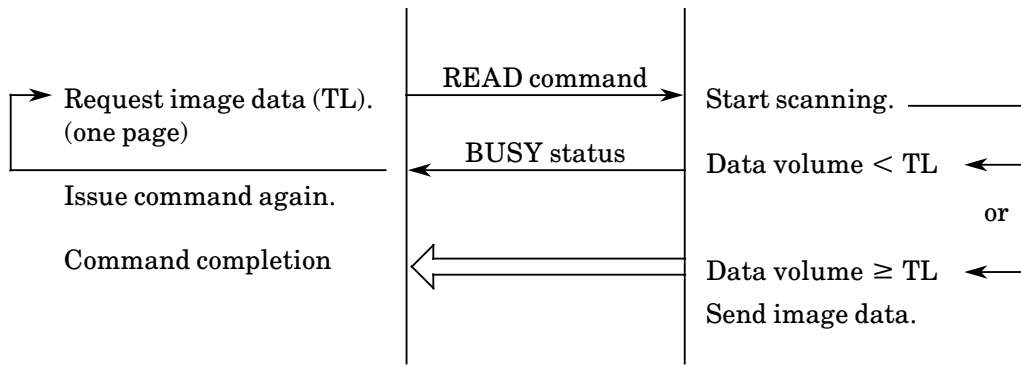 READ command
Request image data (TL).
Start scanning.
(one page)
BUSY status
Data volume < TL
Issue command again.
or
Command completion
Data volume ≥ TL
Send image data.